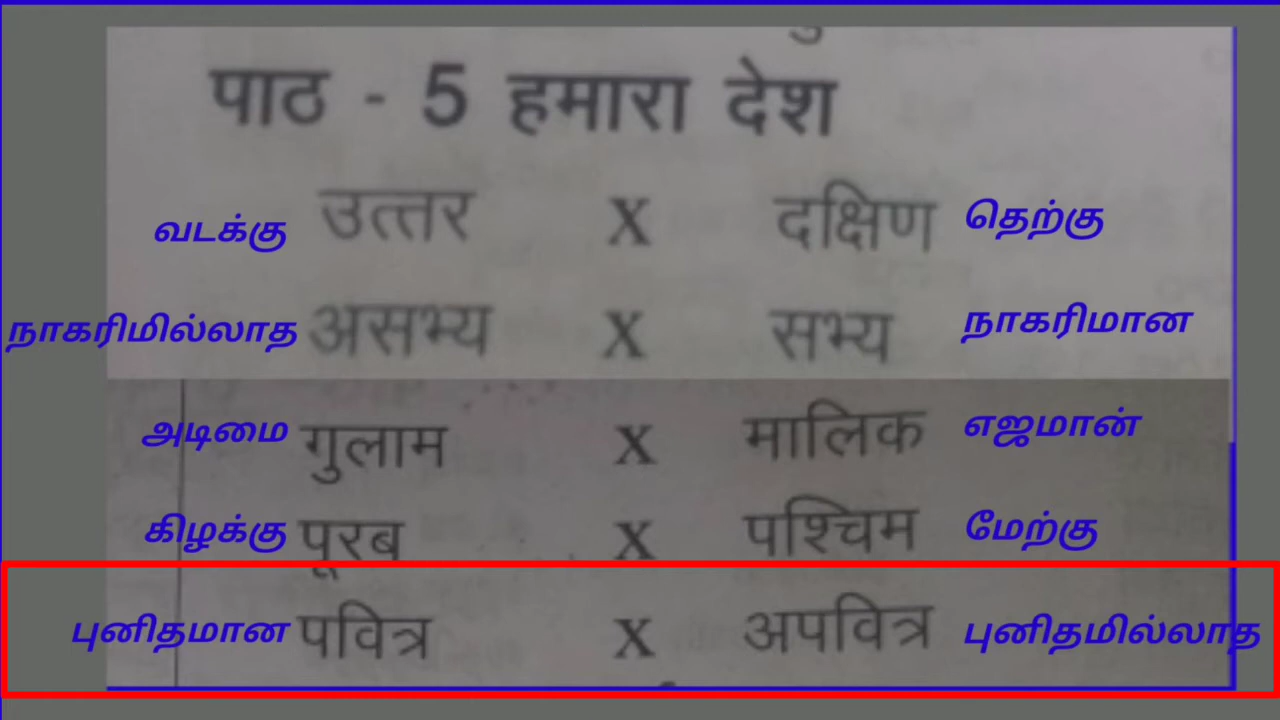 पाठ - 5 हमारा देश
வடக்கு उत्तर X दक्षिण தெற்கு
நாகரிமில்லாத असभ्य X सभ्य நாகரிமான
அடிமை गुलाम X मालिक எஜமான்
கிழக்கு पूरब X पश्चिम மேற்கு
புனிதமான पवित्र X अपवित्र புனிதமில்லாத